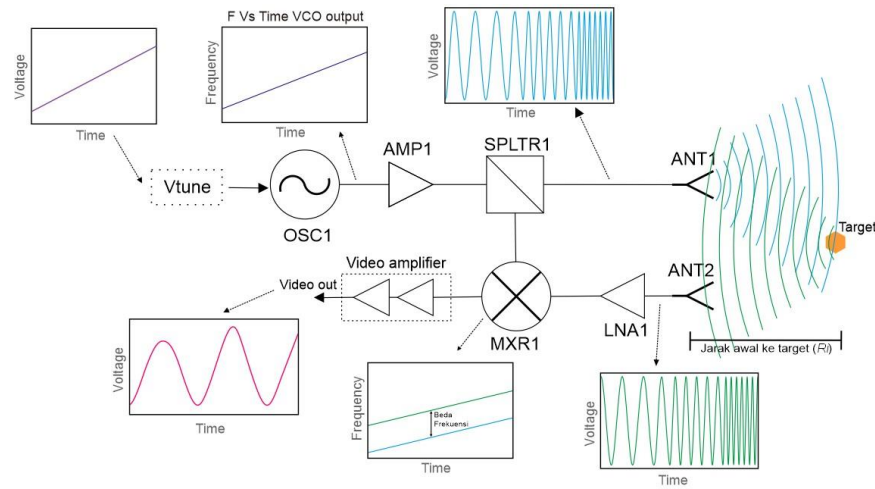 F Vs Time VCO output
Voltage
Time
Frequency
Time
Voltage
Time
Vtune
OSC1
AMP1
SPLTR1
ANT1
Target
Video amplifier
Video out
MXR1
LNA1
ANT2
Jarak awal ke target (Ri)
Voltage
Time
Frequency
Beda
Frekuensi
Time
Voltage
Time